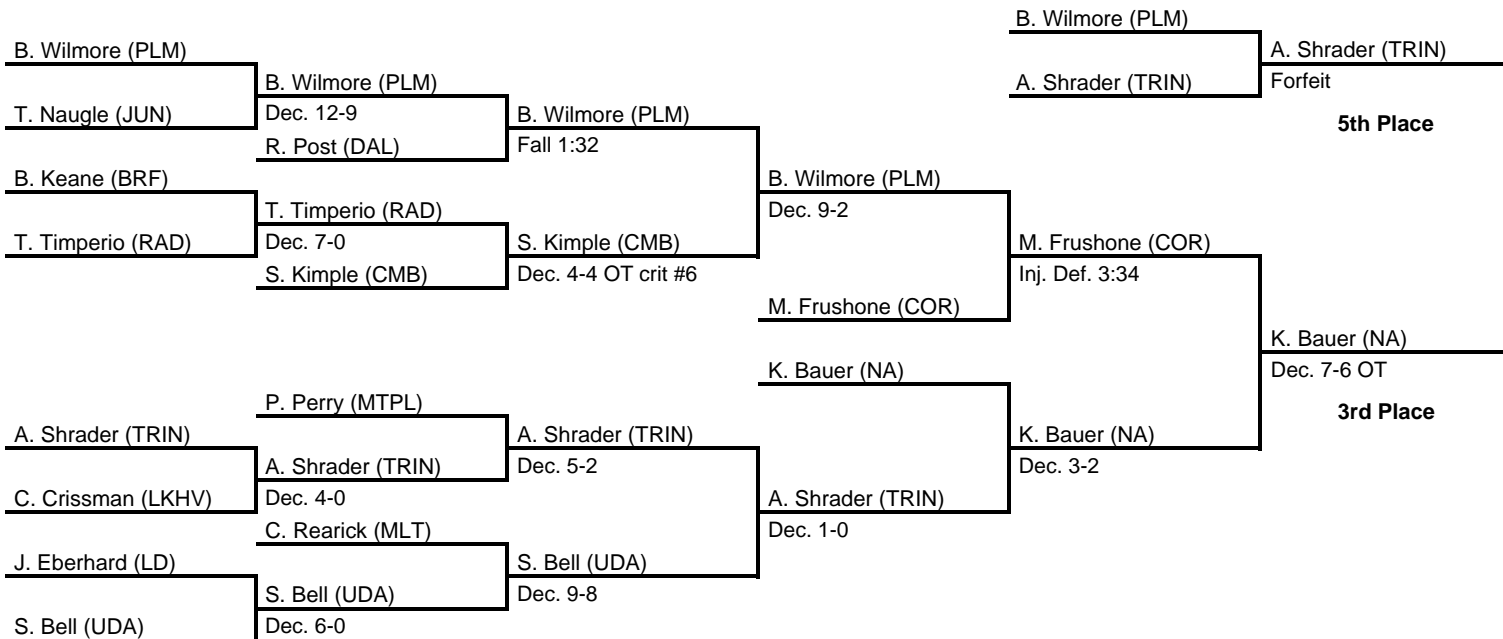 B. Wilmore (PLM)
B. Wilmore (PLM)
A. Shrader (TRIN)
B. Wilmore (PLM)
A. Shrader (TRIN)
Forfeit
T. Naugle (JUN)
Dec. 12-9
B. Wilmore (PLM)
5th Place
R. Post (DAL)
Fall 1:32
B. Keane (BRF)
B. Wilmore (PLM)
T. Timperio (RAD)
Dec. 9-2
T. Timperio (RAD)
Dec. 7-0
S. Kimple (CMB)
M. Frushone (COR)
S. Kimple (CMB)
Dec. 4-4 OT crit #6
Inj. Def. 3:34
M. Frushone (COR)
K. Bauer (NA)
K. Bauer (NA)
Dec. 7-6 OT
P. Perry (MTPL)
3rd Place
A. Shrader (TRIN)
A. Shrader (TRIN)
K. Bauer (NA)
A. Shrader (TRIN)
Dec. 5-2
Dec. 3-2
C. Crissman (LKHV)
Dec. 4-0
A. Shrader (TRIN)
C. Rearick (MLT)
Dec. 1-0
J. Eberhard (LD)
S. Bell (UDA)
S. Bell (UDA)
Dec. 9-8
S. Bell (UDA)
Dec. 6-0